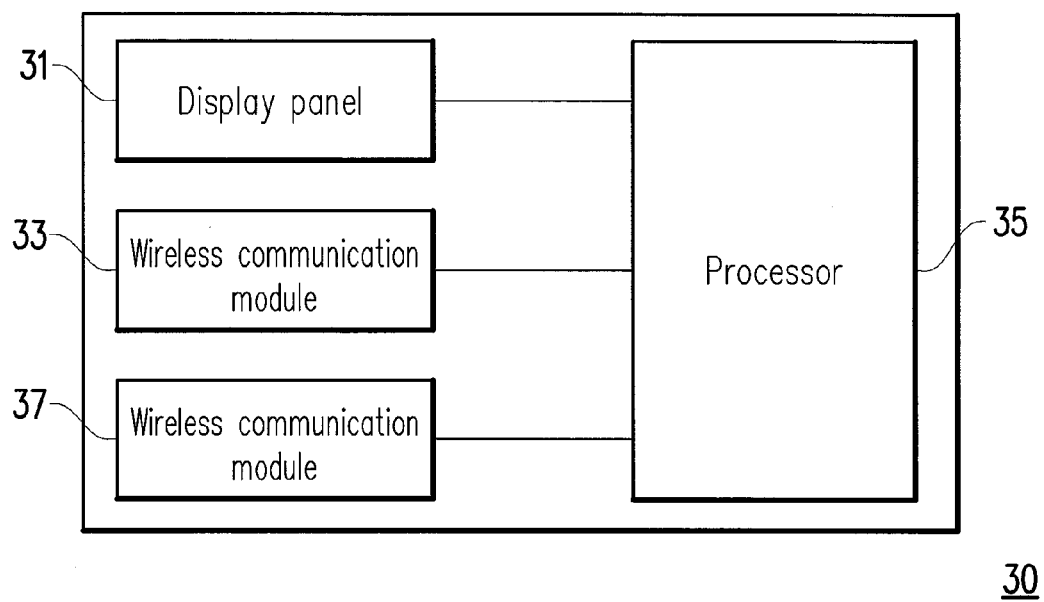 31
Display panel
33
Wireless communication
module
35
Processor
37
Wireless communication
module
30